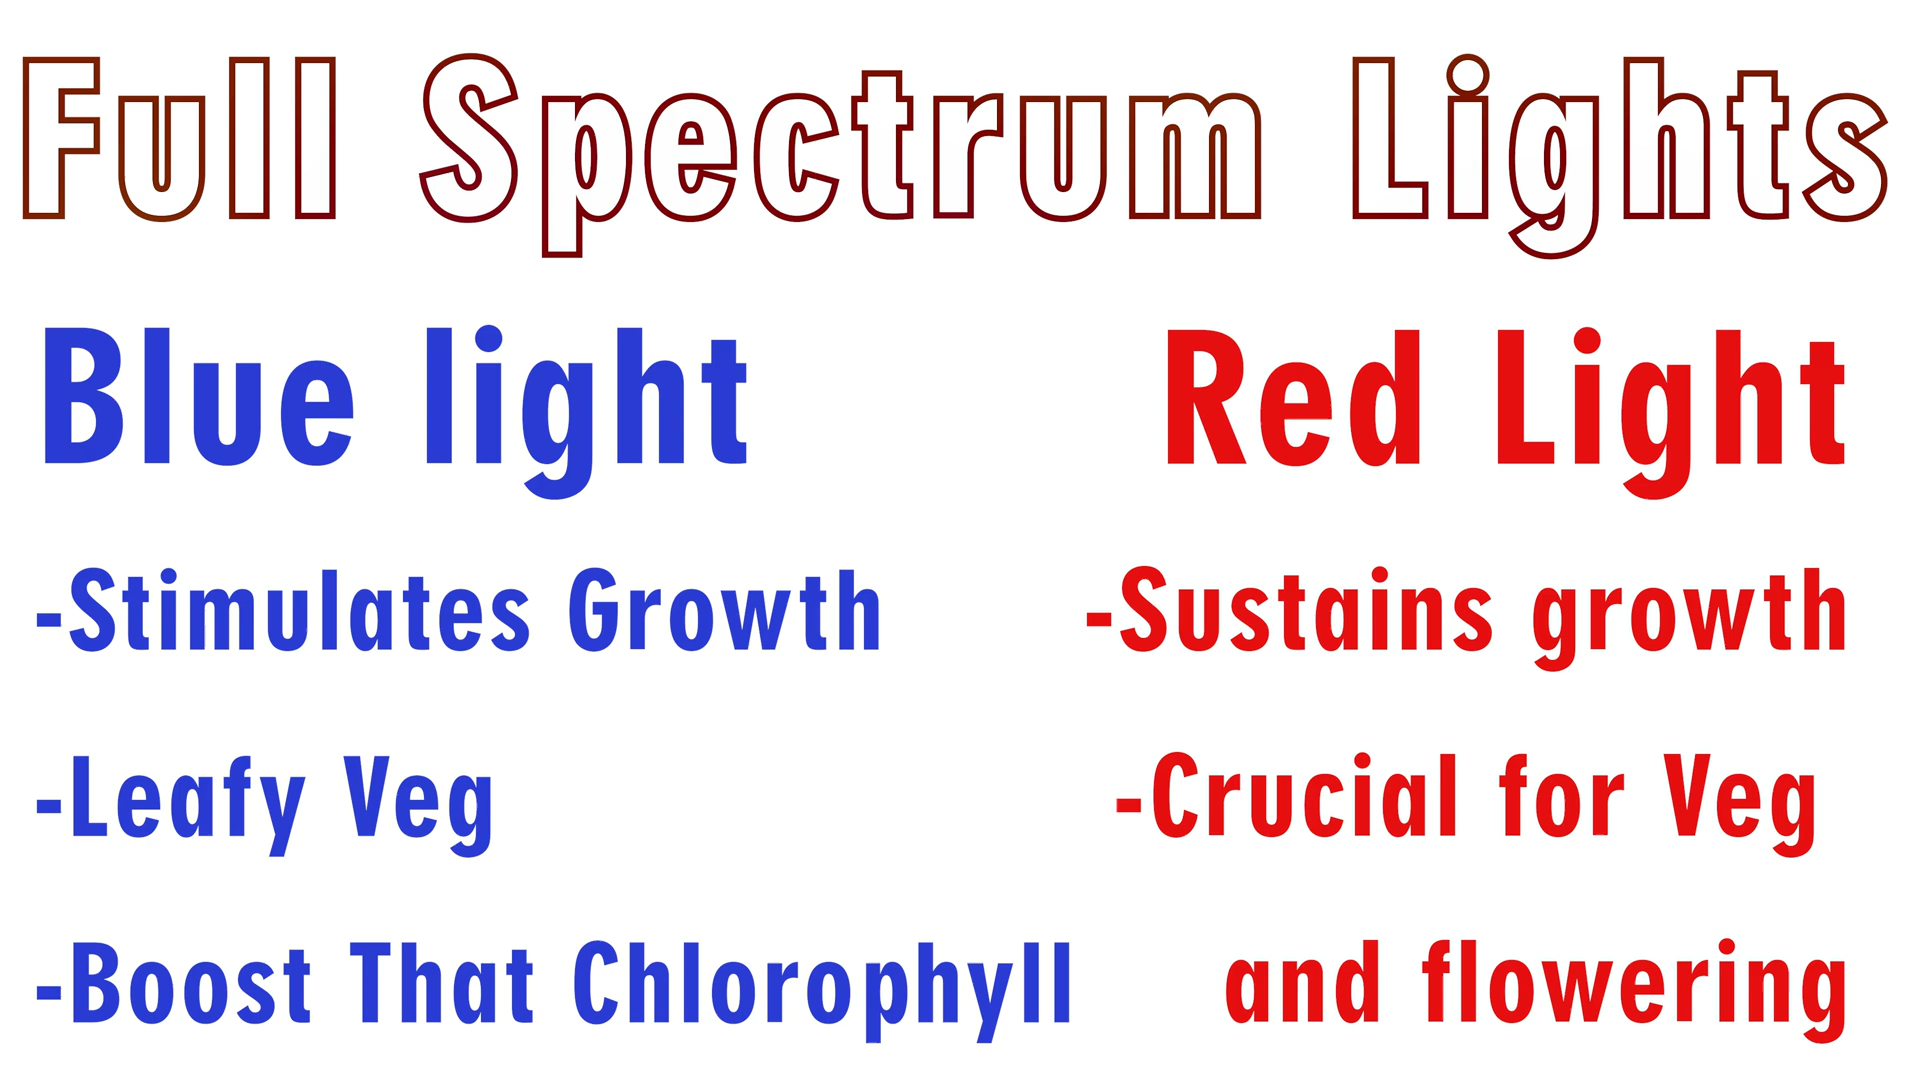 Full Spectrum Lights
Blue light
-Stimulates Growth
-Leafy Veg
-Boost That Chlorophyll
Red Light
-Sustains growth
-Crucial for Veg
and flowering